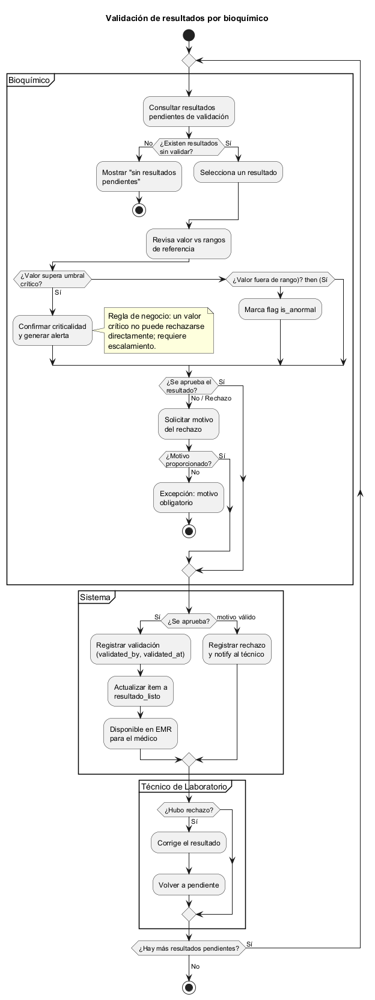 Validación de resultados por bioquímico
Bioquímico
Consultar resultados
pendientes de validación
¿Existen resultados
sin validar?
No
Sí
Mostrar "sin resultados
pendientes"
Selecciona un resultado
Revisa valor vs rangos
de referencia
¿Valor supera umbral
crítico?
Sí
¿Valor fuera de rango)? then (Sí
Confirmar criticalidad
y generar alerta
Regla de negocio: un valor
crítico no puede rechazarse
directamente; requiere
escalamiento.
Marca flag is_anormal
¿Se aprueba el
resultado?
Sí
No / Rechazo
Solicitar motivo
del rechazo
¿Motivo
proporcionado?
Sí
No
Excepción: motivo
obligatorio
Sistema
¿Se aprueba?
Sí
motivo válido
Registrar validación
(validated_by, validated_at)
Registrar rechazo
y notify al técnico
Actualizar item a
resultado_listo
Disponible en EMR
para el médico
Técnico de Laboratorio
¿Hubo rechazo?
Sí
Corrige el resultado
Volver a pendiente
¿Hay más resultados pendientes?
Sí
No